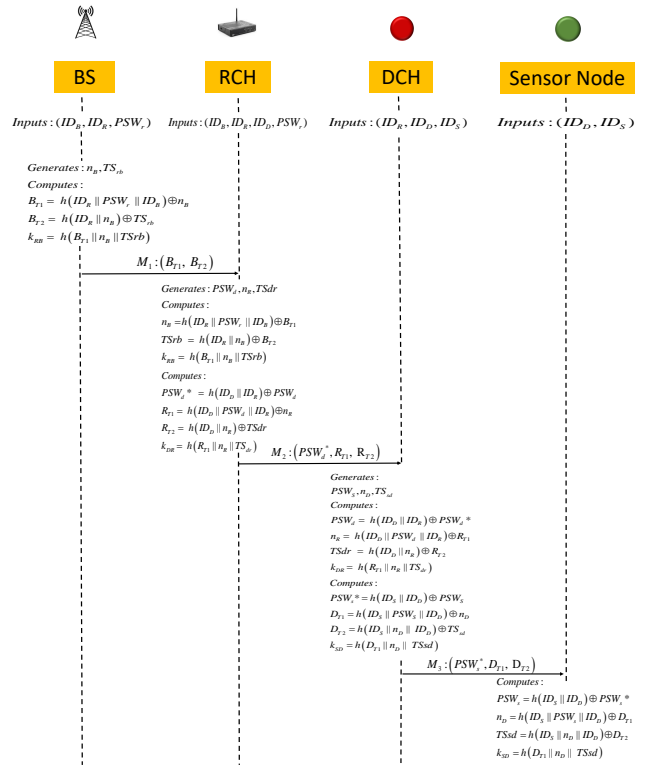 BS RCH DCH Sensor Node
Inputs : (ID_B, ID_R, PSW_r) Inputs : (ID_B, ID_R, ID_D, PSW_r) Inputs : (ID_R, ID_D, ID_S) Inputs : (ID_D, ID_S)
Generates : n_B, TS_rb
Computes :
B_T1 = h(ID_R || PSW_r || ID_B) ⊕ n_B
B_T2 = h(ID_R || n_B) ⊕ TS_rb
k_RB = h(B_T1 || n_B || TSrb)
M_1 : (B_T1, B_T2)
Generates : PSW_d, n_R, TSdr
Computes :
n_B = h(ID_R || PSW_r || ID_B) ⊕ B_T1
TSrb = h(ID_R || n_B) ⊕ B_T2
k_RB = h(B_T1 || n_B || TSrb)
Computes :
PSW_d* = h(ID_D || ID_R) ⊕ PSW_d
R_T1 = h(ID_D || PSW_d || ID_R) ⊕ n_R
R_T2 = h(ID_D || n_R) ⊕ TSdr
k_DR = h(R_T1 || n_R || TS_dr)
M_2 : (PSW_d^*, R_T1, R_T2)
Generates :
PSW_S, n_D, TS_sd
Computes :
PSW_d = h(ID_D || ID_R) ⊕ PSW_d*
n_R = h(ID_D || PSW_d || ID_R) ⊕ R_T1
TSdr = h(ID_D || n_R) ⊕ R_T2
k_DR = h(R_T1 || n_R || TS_dr)
Computes :
PSW_s* = h(ID_S || ID_D) ⊕ PSW_S
D_T1 = h(ID_S || PSW_S || ID_D) ⊕ n_D
D_T2 = h(ID_S || n_D || ID_D) ⊕ TS_sd
k_SD = h(D_T1 || n_D || TSsd)
M_3 : (PSW_s^*, D_T1, D_T2)
Computes :
PSW_s = h(ID_S || ID_D) ⊕ PSW_s*
n_D = h(ID_S || PSW_s || ID_D) ⊕ D_T1
TSsd = h(ID_S || n_D || ID_D) ⊕ D_T2
k_SD = h(D_T1 || n_D || TSsd)